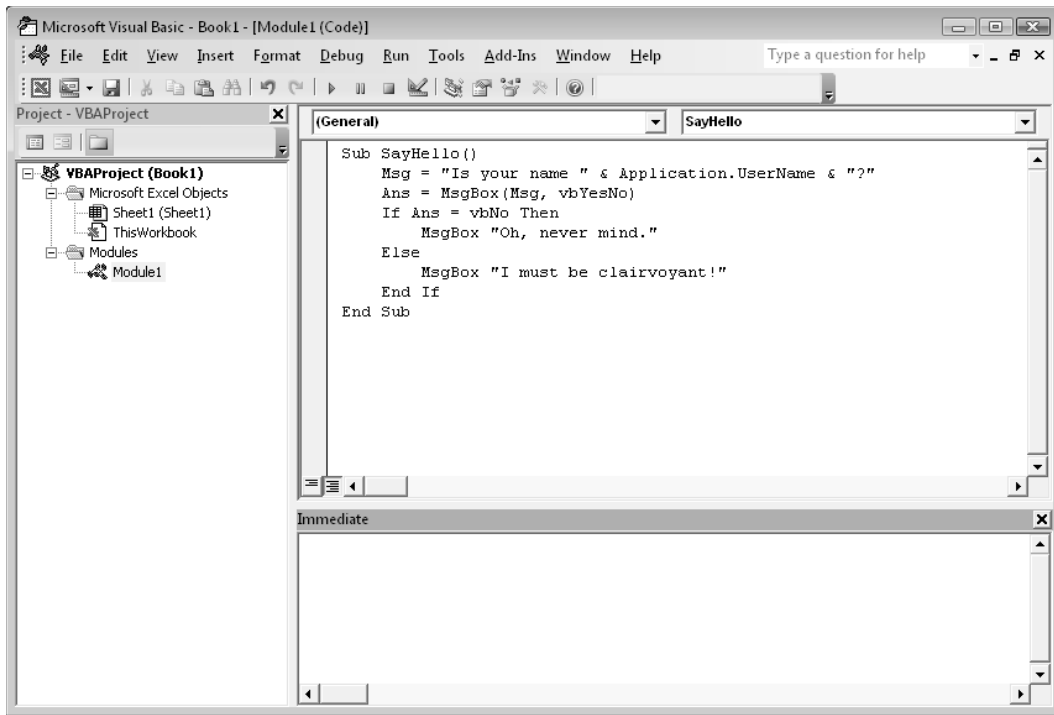 Microsoft Visual Basic - Book1 - [Module1 (Code)]
File Edit View Insert Format Debug Run Tools Add-Ins Window Help Type a question for help
Project - VBAProject
(General) SayHello
VBAProject (Book1)
Microsoft Excel Objects
Sheet1 (Sheet1)
ThisWorkbook
Modules
Module1
Sub SayHello()
    Msg = "Is your name " & Application.UserName & "?"
    Ans = MsgBox(Msg, vbYesNo)
    If Ans = vbNo Then
        MsgBox "Oh, never mind."
    Else
        MsgBox "I must be clairvoyant!"
    End If
End Sub
Immediate